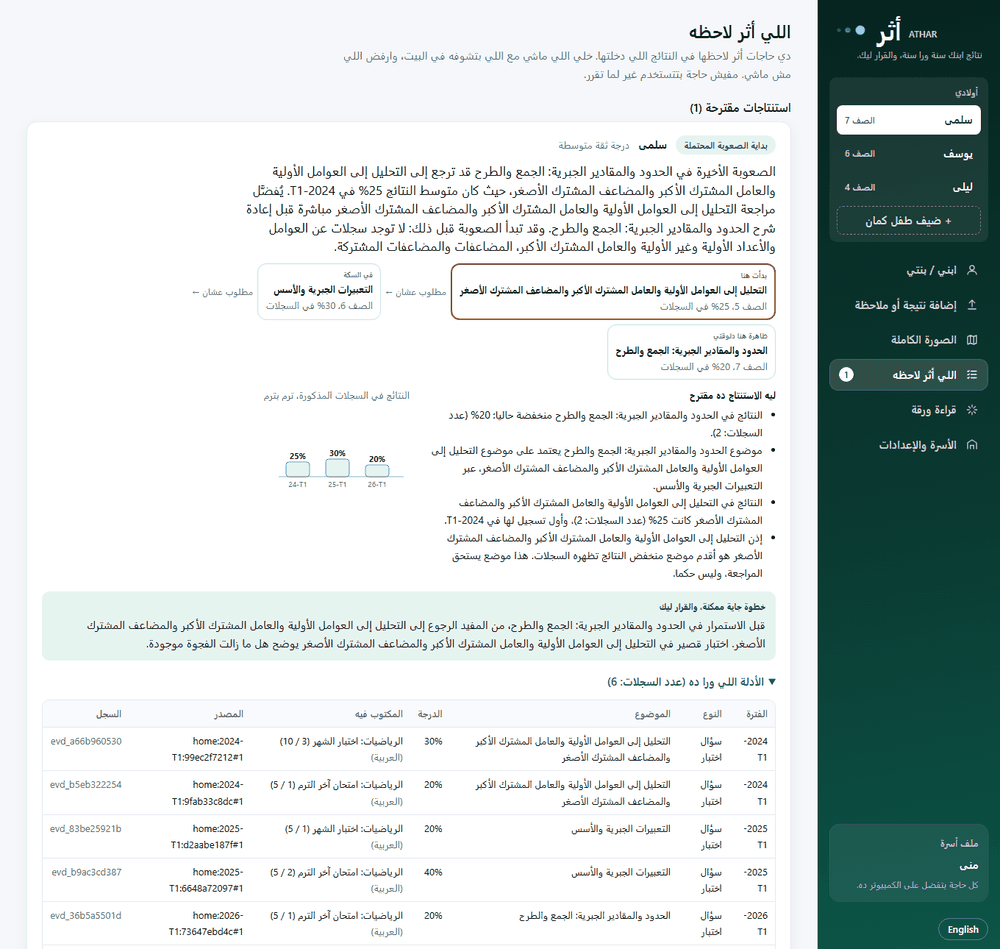 أثر ATHAR
نتائج ابنك سنة ورا سنة، والقرار ليك.
أولادي
سلمى الصف 7
يوسف الصف 6
ليلى الصف 4
+ ضيف طفل كمان
ابني / بنتي
إضافة نتيجة أو ملاحظة
الصورة الكاملة
اللي أثر لاحظه 1
قراءة ورقة
الأسرة والإعدادات
ملف أسرة
منى
كل حاجة بتفضل على الكمبيوتر ده.
English
اللي أثر لاحظه
دي حاجات أثر لاحظها في النتائج اللي دخلتها. خلي اللي ماشي مع اللي بتشوفه في البيت، وارفض اللي
مش ماشي. مفيش حاجة بتتستخدم غير لما تقرر.
استنتاجات مقترحة (1)
بداية الصعوبة المحتملة سلمى درجة ثقة متوسطة
الصعوبة الأخيرة في الحدود والمقادير الجبرية: الجمع والطرح قد ترجع إلى التحليل إلى العوامل الأولية
والعامل المشترك الأكبر والمضاعف المشترك الأصغر، حيث كان متوسط النتائج 25% في 2024-T1. يُفضَّل
مراجعة التحليل إلى العوامل الأولية والعامل المشترك الأكبر والمضاعف المشترك الأصغر مباشرة قبل إعادة
شرح الحدود والمقادير الجبرية: الجمع والطرح. وقد تبدأ الصعوبة قبل ذلك: لا توجد سجلات عن العوامل
والأعداد الأولية وغير الأولية والعامل المشترك الأكبر، المضاعفات والمضاعفات المشتركة.
بدأت هنا
التحليل إلى العوامل الأولية والعامل المشترك الأكبر والمضاعف المشترك الأصغر
الصف 5، 25% في السجلات
مطلوب عشان ←
في السكة
التعبيرات الجبرية والأسس
الصف 6، 30% في السجلات
مطلوب عشان ←
ظاهرة هنا دلوقتي
الحدود والمقادير الجبرية: الجمع والطرح
الصف 7، 20% في السجلات
ليه الاستنتاج ده مقترح
• النتائج في الحدود والمقادير الجبرية: الجمع والطرح منخفضة حاليا: 20% (عدد
السجلات: 2).
• موضوع الحدود والمقادير الجبرية: الجمع والطرح يعتمد على موضوع التحليل إلى
العوامل الأولية والعامل المشترك الأكبر والمضاعف المشترك الأصغر، عبر
التعبيرات الجبرية والأسس.
• النتائج في التحليل إلى العوامل الأولية والعامل المشترك الأكبر والمضاعف
المشترك الأصغر كانت 25% (عدد السجلات: 2)، وأول تسجيل لها في 2024-T1.
• إذن التحليل إلى العوامل الأولية والعامل المشترك الأكبر والمضاعف المشترك
الأصغر هو أقدم موضع منخفض النتائج تظهره السجلات. هذا موضع يستحق
المراجعة، وليس حكما.
النتائج في السجلات المذكورة، ترم بترم
25% 30% 20%
24-T1 25-T1 26-T1
خطوة جاية ممكنة، والقرار ليك
قبل الاستمرار في الحدود والمقادير الجبرية: الجمع والطرح، من المفيد الرجوع إلى التحليل إلى العوامل الأولية والعامل المشترك الأكبر والمضاعف المشترك
الأصغر. اختبار قصير في التحليل إلى العوامل الأولية والعامل المشترك الأكبر والمضاعف المشترك الأصغر يوضح هل ما زالت الفجوة موجودة.
▼ الأدلة اللي ورا ده (عدد السجلات: 6)
الفترة النوع الموضوع الدرجة المكتوب فيه المصدر السجل
2024-T1 سؤال اختبار التحليل إلى العوامل الأولية والعامل المشترك الأكبر والمضاعف المشترك الأصغر 30% الرياضيات: اختبار الشهر (3 / 10) (العربية) home:2024-T1:99ec2f7212#1 evd_a66b960530
2024-T1 سؤال اختبار التحليل إلى العوامل الأولية والعامل المشترك الأكبر والمضاعف المشترك الأصغر 20% الرياضيات: امتحان آخر الترم (1 / 5) (العربية) home:2024-T1:9fab33c8dc#1 evd_b5eb322254
2025-T1 سؤال اختبار التعبيرات الجبرية والأسس 20% الرياضيات: اختبار الشهر (1 / 5) (العربية) home:2025-T1:d2aabe187f#1 evd_83be25921b
2025-T1 سؤال اختبار التعبيرات الجبرية والأسس 40% الرياضيات: امتحان آخر الترم (2 / 5) (العربية) home:2025-T1:6648a72097#1 evd_b9ac3cd387
2026-T1 سؤال اختبار الحدود والمقادير الجبرية: الجمع والطرح 20% الرياضيات: امتحان آخر الترم (1 / 5) (العربية) home:2026-T1:73647ebd4c#1 evd_36b5a5501d